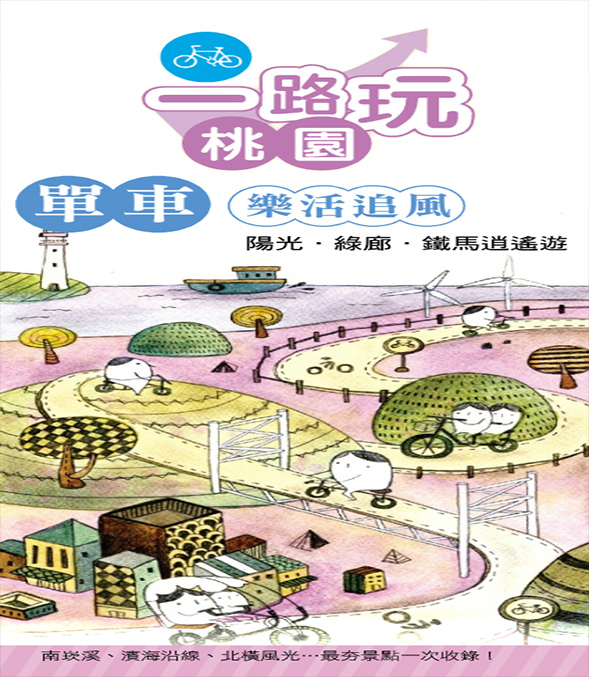 一路玩
桃園
單車 樂活追風
陽光·綠廊·鐵馬逍遙遊
南崁溪、濱海沿線、北橫風光…最夯景點一次收錄！